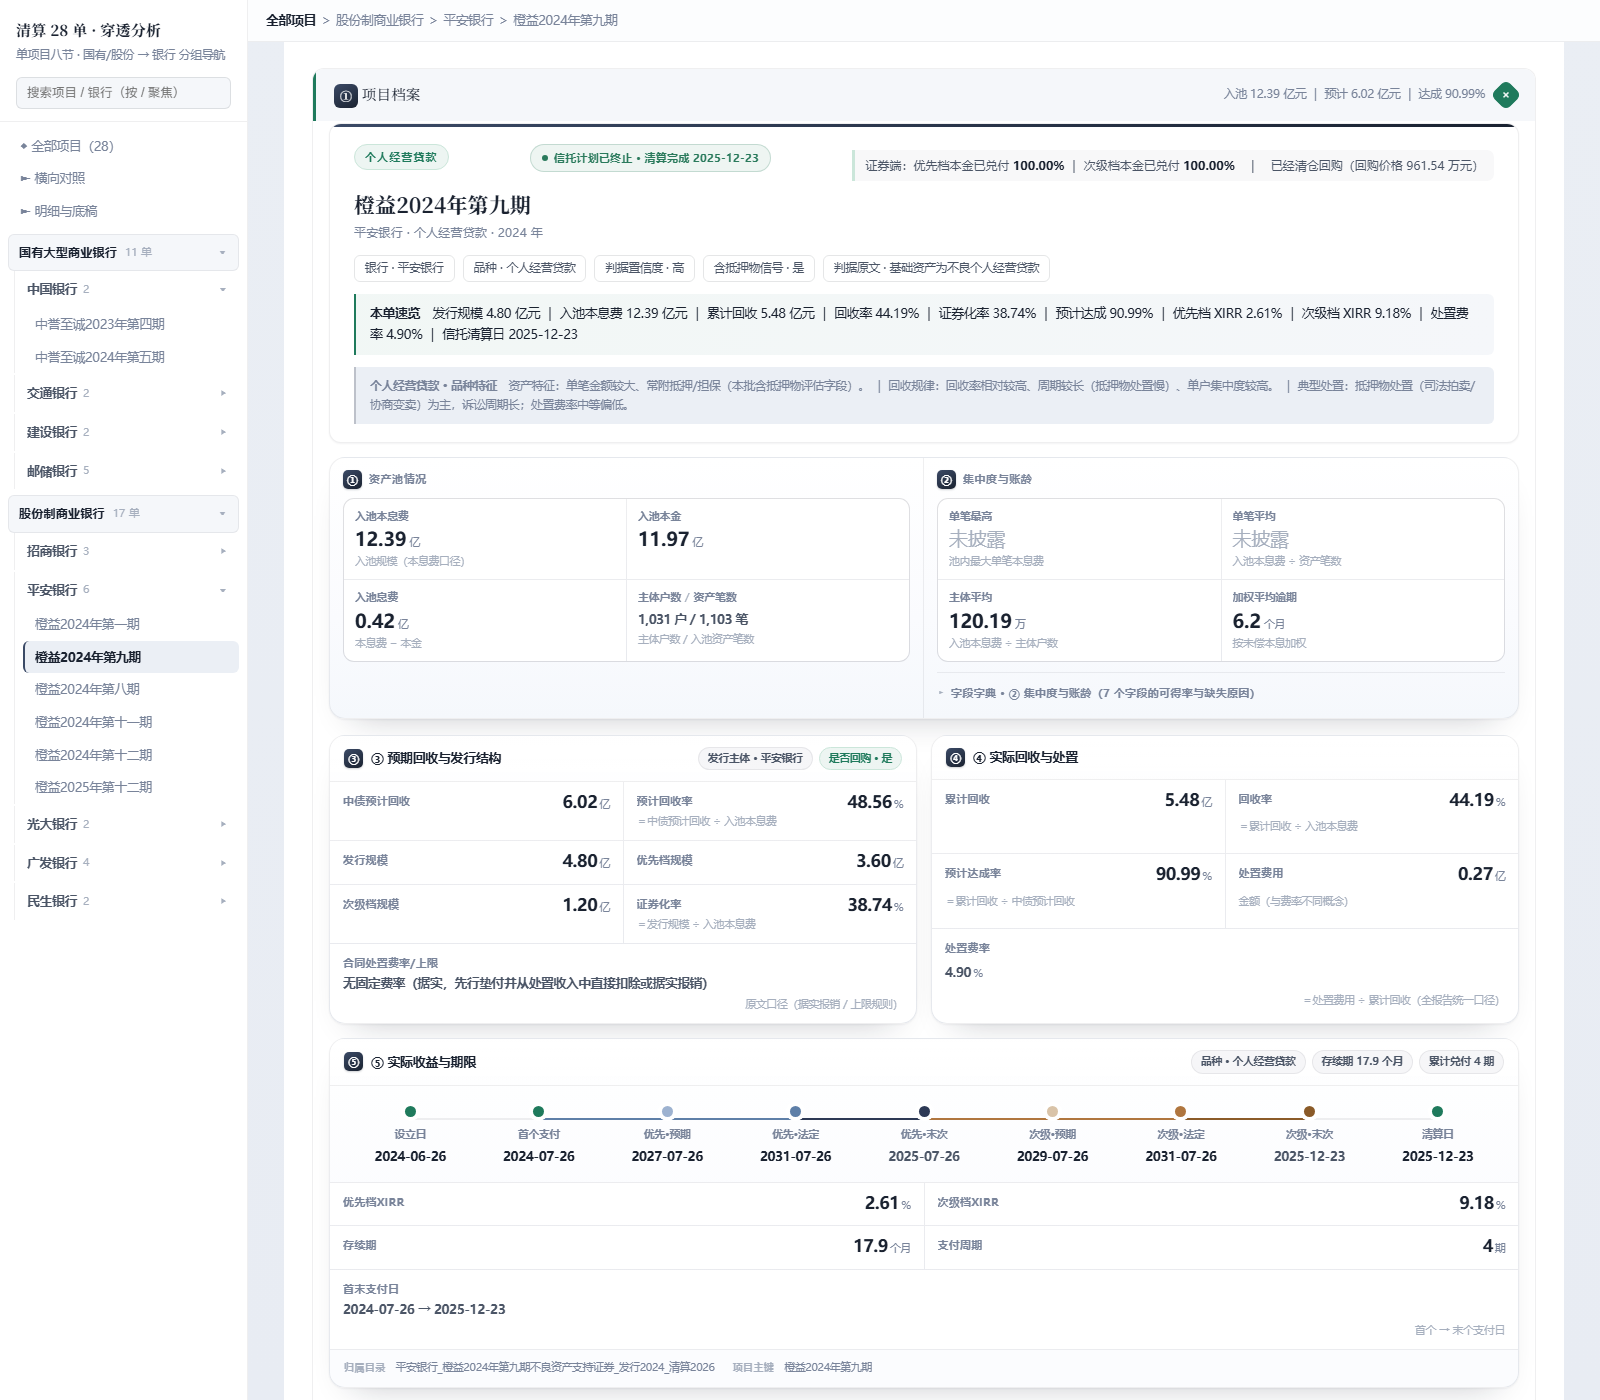 清算 28 单 · 穿透分析
单项目八节 · 国有/股份 → 银行 分组导航
搜索项目 / 银行（按 / 聚焦）
◆ 全部项目（28）
► 横向对照
► 明细与底稿
国有大型商业银行 11 单
中国银行 2
中誉至诚2023年第四期
中誉至诚2024年第五期
交通银行 2
建设银行 2
邮储银行 5
股份制商业银行 17 单
招商银行 3
平安银行 6
橙益2024年第一期
橙益2024年第九期
橙益2024年第八期
橙益2024年第十一期
橙益2024年第十二期
橙益2025年第十二期
光大银行 2
广发银行 4
民生银行 2
全部项目 > 股份制商业银行 > 平安银行 > 橙益2024年第九期
① 项目档案
入池 12.39 亿元 | 预计 6.02 亿元 | 达成 90.99%
个人经营贷款
● 信托计划已终止 • 清算完成 2025-12-23
证券端：优先档本金已兑付 100.00% | 次级档本金已兑付 100.00% | 已经清仓回购（回购价格 961.54 万元）
橙益2024年第九期
平安银行 · 个人经营贷款 · 2024 年
银行 · 平安银行
品种 · 个人经营贷款
判据置信度 · 高
含抵押物信号 · 是
判据原文 · 基础资产为不良个人经营贷款
本单速览 发行规模 4.80 亿元 | 入池本息费 12.39 亿元 | 累计回收 5.48 亿元 | 回收率 44.19% | 证券化率 38.74% | 预计达成 90.99% | 优先档 XIRR 2.61% | 次级档 XIRR 9.18% | 处置费
率 4.90% | 信托清算日 2025-12-23
个人经营贷款 • 品种特征 资产特征：单笔金额较大、常附抵押/担保（本批含抵押物评估字段）。 | 回收规律：回收率相对较高、周期较长（抵押物处置慢）、单户集中度较高。 | 典型处置：抵押物处置（司法拍卖/
协商变卖）为主，诉讼周期长；处置费率中等偏低。
① 资产池情况
入池本息费
12.39 亿
入池规模（本息费口径）
入池本金
11.97 亿
入池息费
0.42 亿
本息费 − 本金
主体户数 / 资产笔数
1,031 户 / 1,103 笔
主体户数 / 入池资产笔数
② 集中度与账龄
单笔最高
未披露
池内最大单笔本息费
单笔平均
未披露
入池本息费 ÷ 资产笔数
主体平均
120.19 万
入池本息费 ÷ 主体户数
加权平均逾期
6.2 个月
按未偿本息加权
▸ 字段字典 • ② 集中度与账龄（7 个字段的可得率与缺失原因）
③ ③ 预期回收与发行结构
发行主体 • 平安银行
是否回购 • 是
中债预计回收 6.02亿
预计回收率 48.56%
＝中债预计回收 ÷ 入池本息费
发行规模 4.80亿
优先档规模 3.60亿
次级档规模 1.20亿
证券化率 38.74%
＝发行规模 ÷ 入池本息费
合同处置费率/上限
无固定费率（据实，先行垫付并从处置收入中直接扣除或据实报销）
原文口径（据实报销 / 上限规则）
④ ④ 实际回收与处置
累计回收 5.48亿
回收率 44.19%
＝累计回收 ÷ 入池本息费
预计达成率 90.99%
＝累计回收 ÷ 中债预计回收
处置费用 0.27亿
金额（与费率不同概念）
处置费率
4.90%
＝处置费用 ÷ 累计回收（全报告统一口径）
⑤ ⑤ 实际收益与期限
品种 • 个人经营贷款
存续期 17.9 个月
累计兑付 4 期
设立日 首个支付 优先•预期 优先•法定 优先•末次 次级•预期 次级•法定 次级•末次 清算日
2024-06-26 2024-07-26 2027-07-26 2031-07-26 2025-07-26 2029-07-26 2031-07-26 2025-12-23 2025-12-23
优先档XIRR 2.61%
次级档XIRR 9.18%
存续期 17.9个月
支付周期 4期
首末支付日
2024-07-26 → 2025-12-23
首个 → 末个支付日
归属目录 平安银行_橙益2024年第九期不良资产支持证券_发行2024_清算2026 项目主键 橙益2024年第九期